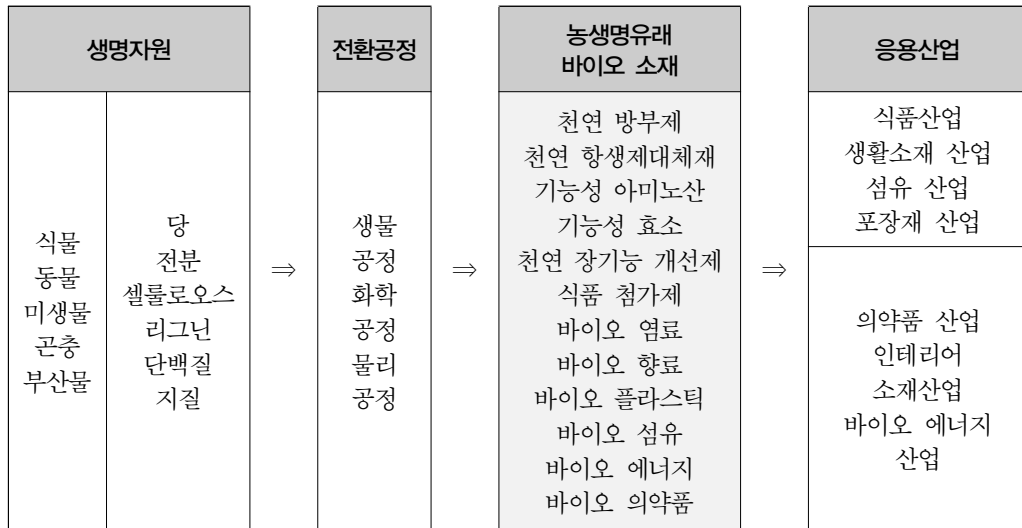 생명자원
식물
동물
미생물
곤충
부산물
당
전분
셀룰로오스
리그닌
단백질
지질
⇒
전환공정
생물
공정
화학
공정
물리
공정
⇒
농생명유래
바이오 소재
천연 방부제
천연 항생제대체재
기능성 아미노산
기능성 효소
천연 장기능 개선제
식품 첨가제
바이오 염료
바이오 향료
바이오 플라스틱
바이오 섬유
바이오 에너지
바이오 의약품
⇒
응용산업
식품산업
생활소재 산업
섬유 산업
포장재 산업
의약품 산업
인테리어
소재산업
바이오 에너지
산업